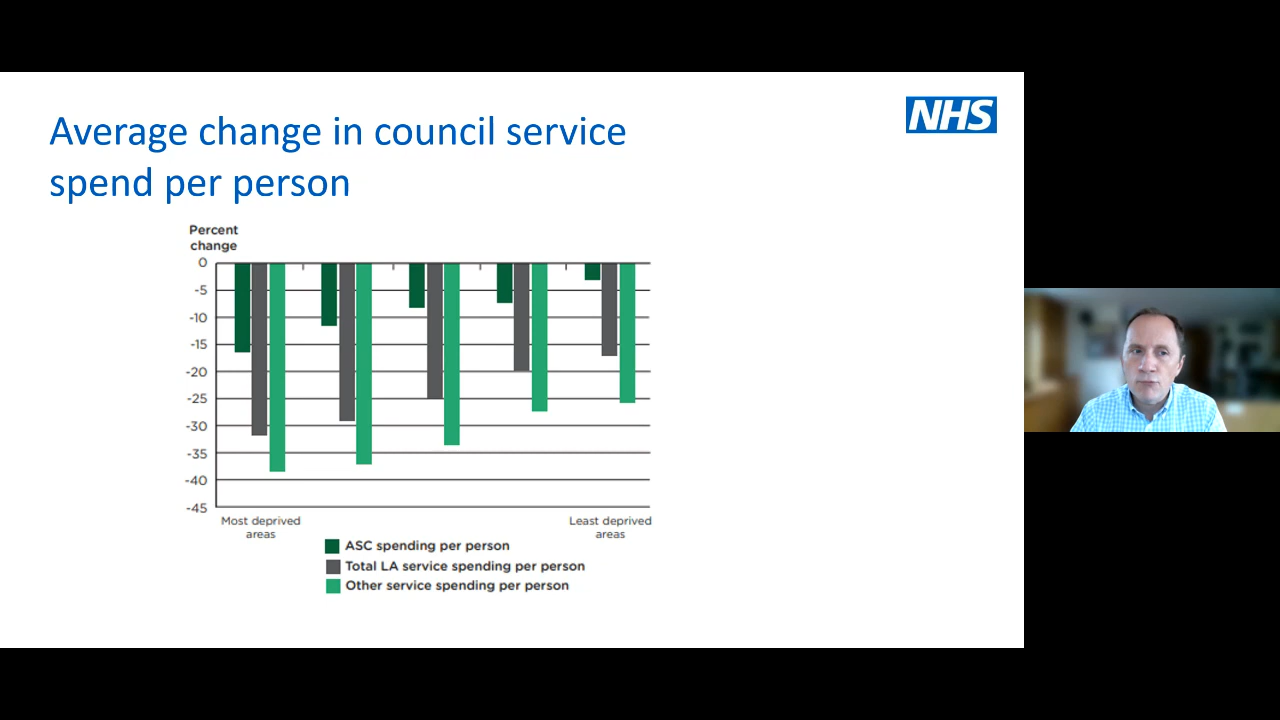 Average change in council service
spend per person
NHS
Percent
change
0
-5
-10
-15
-20
-25
-30
-35
-40
-45
Most deprived
areas
Least deprived
areas
ASC spending per person
Total LA service spending per person
Other service spending per person